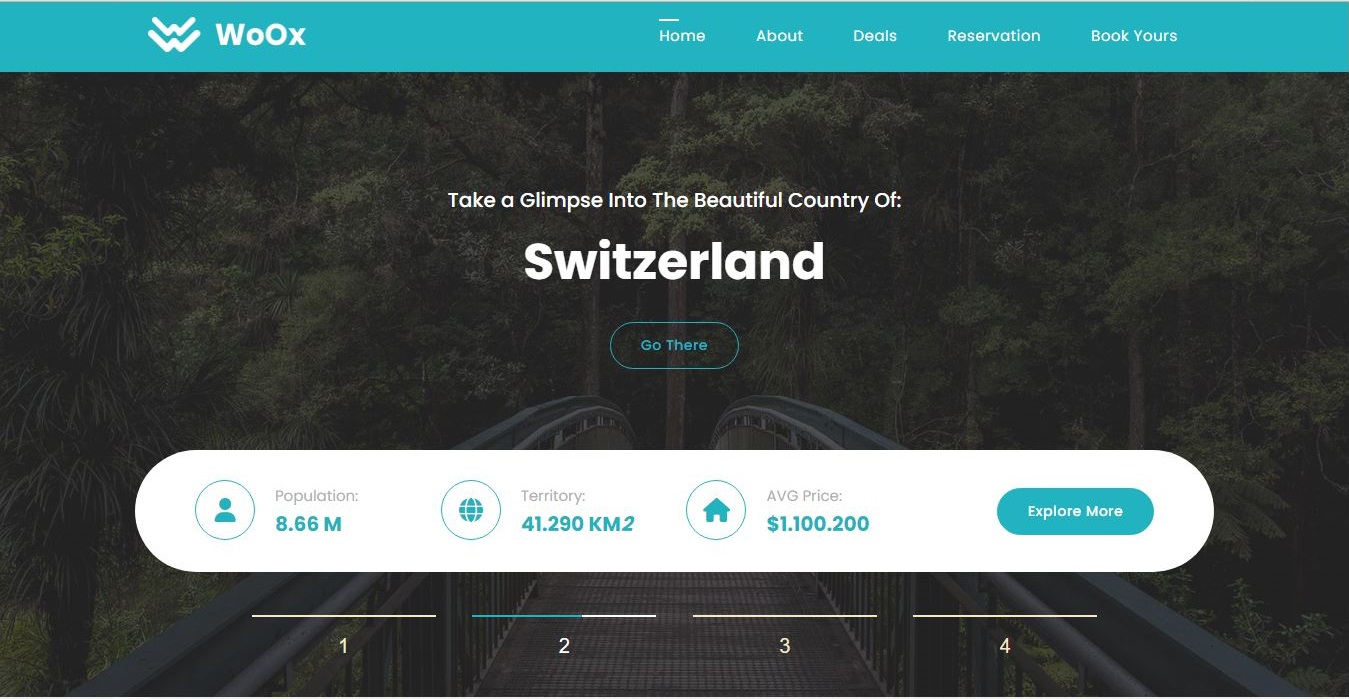 WoOx
Home About Deals Reservation Book Yours
Take a Glimpse Into The Beautiful Country Of:
Switzerland
Go There
Population: Territory: AVG Price:
8.66 M 41.290 KM2 $1.100.200
Explore More
1 2 3 4